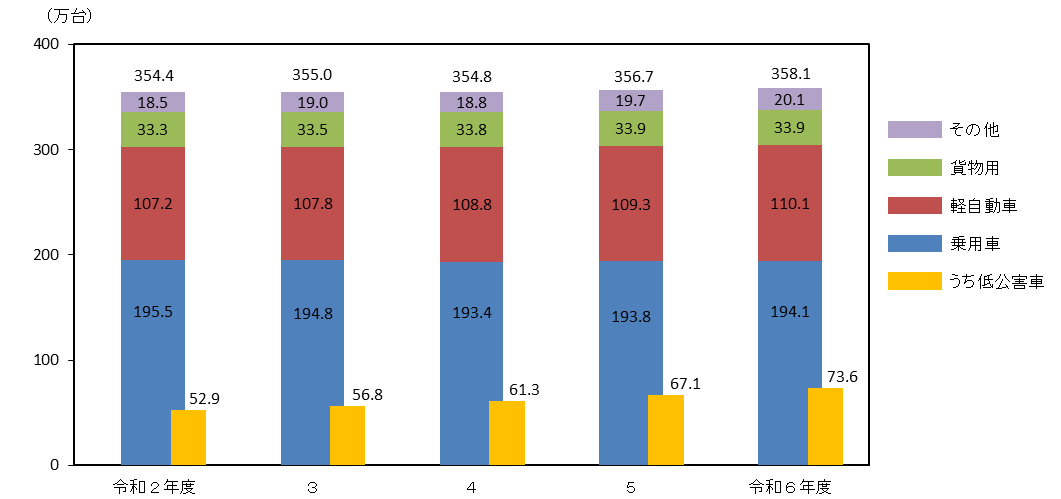 （万台）
400
354.4 355.0 354.8 356.7 358.1
18.5 19.0 18.8 19.7 20.1
33.3 33.5 33.8 33.9 33.9
300
107.2 107.8 108.8 109.3 110.1
200
195.5 194.8 193.4 193.8 194.1
100
52.9 56.8 61.3 67.1 73.6
0
令和２年度 ３ ４ ５ 令和６年度
その他
貨物用
軽自動車
乗用車
うち低公害車